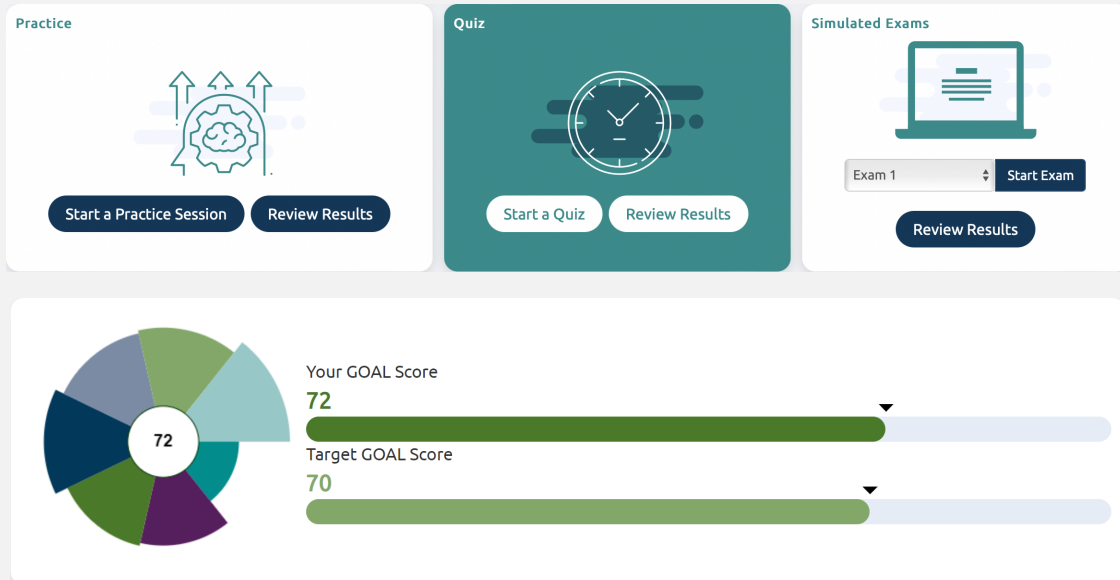 Practice
Start a Practice Session
Review Results
Quiz
Start a Quiz
Review Results
Simulated Exams
Exam 1
Start Exam
Review Results
72
Your GOAL Score
72
Target GOAL Score
70